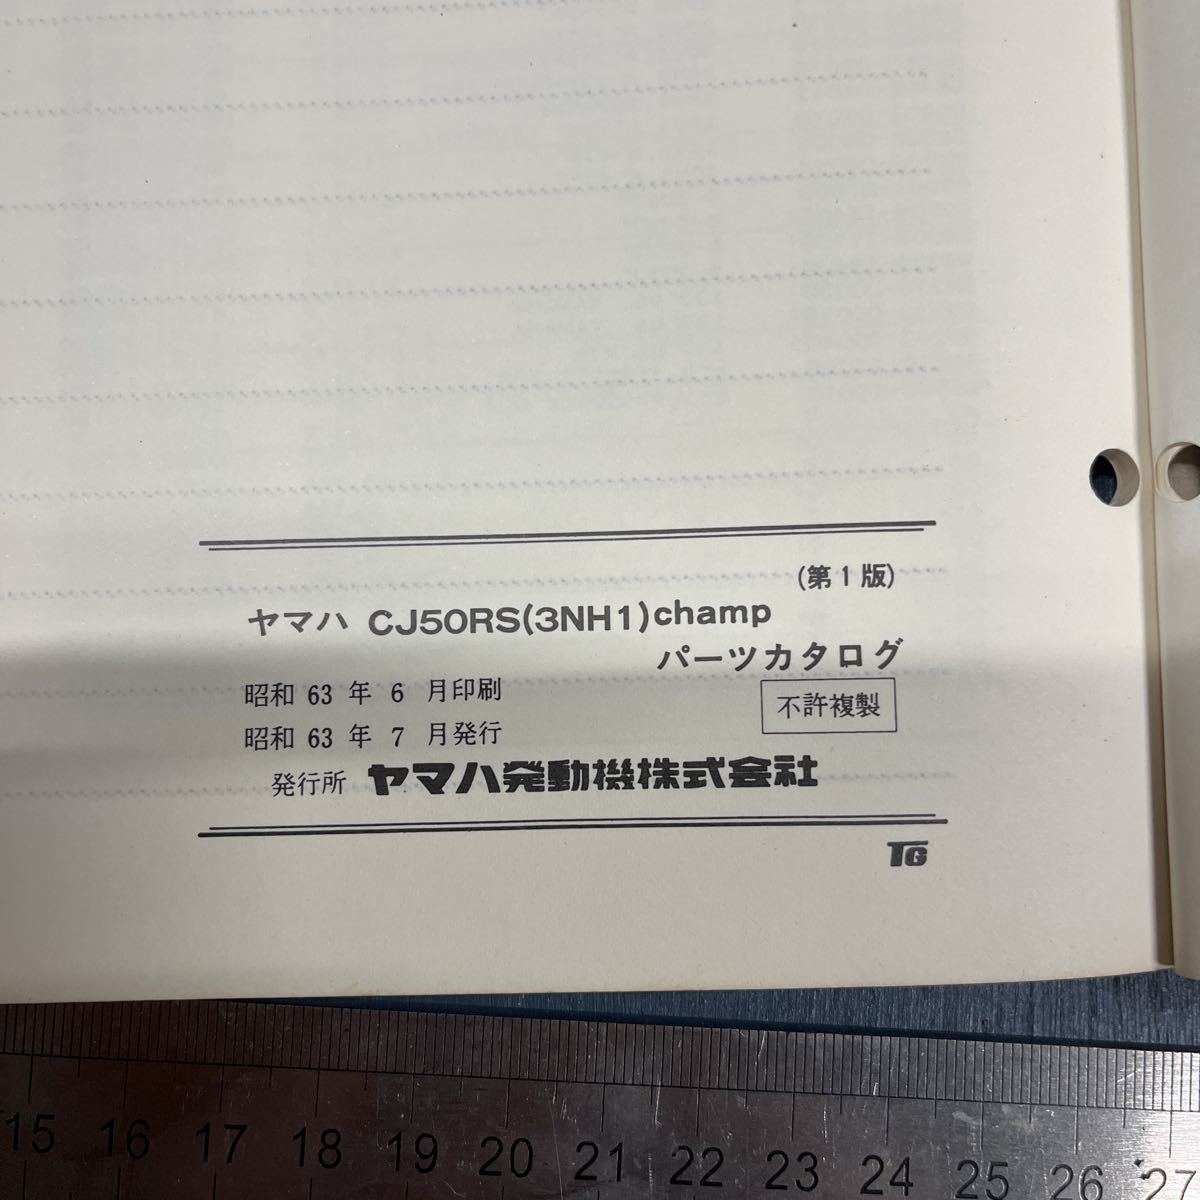 (第1版)
ヤマハ CJ50RS(3NH1)champ
パーツカタログ
昭和 63 年 6 月印刷
不許複製
昭和 63 年 7 月発行
発行所 ヤマハ発動機株式会社
TG
15 16 17 18 19 20 21 22 23 24 25 26 27